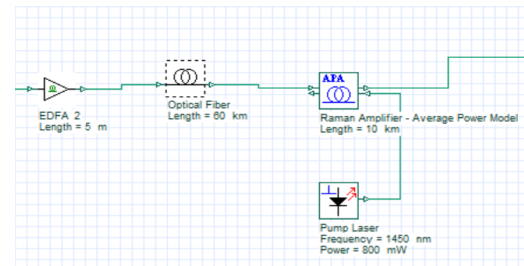 APA
EDFA 2
Length = 5 m
Optical Fiber
Length = 60 km
Raman Amplifier - Average Power Model
Length = 10 km
Pump Laser
Frequency = 1450 nm
Power = 800 mW